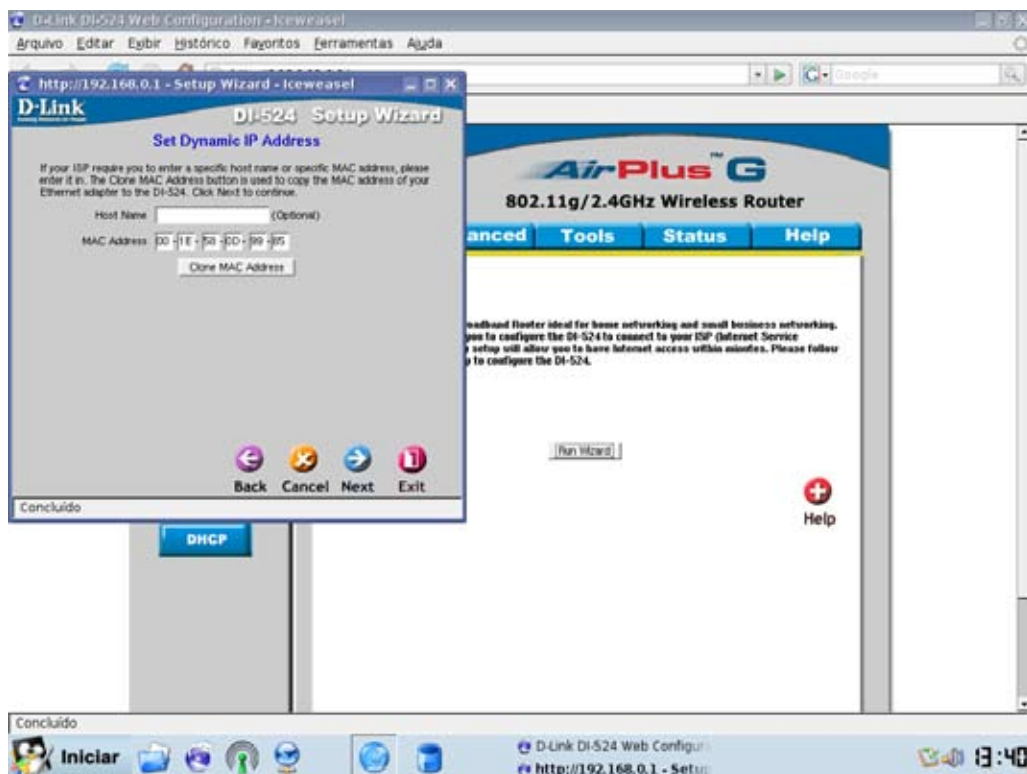 D-Link DI-524 Web Configuration - Iceweasel
Arquivo Editar Exibir Histórico Favoritos Ferramentas Ajuda
Google
http://192.168.0.1 - Setup Wizard - Iceweasel
D-Link
DI-524 Setup Wizard
Set Dynamic IP Address
If your ISP require you to enter a specific host name or specific MAC address, please
enter it in. The Clone MAC Address button is used to copy the MAC address of your
Ethernet adapter to the DI-524. Click Next to continue.
Host Name (Optional)
MAC Address 00 - 1E - 58 - - 99 - 85
Clone MAC Address
Back Cancel Next Exit
Concluído
AirPlus G
TM
802.11g/2.4GHz Wireless Router
anced Tools Status Help
oadband Router ideal for home networking and small business networking.
you to configure the DI-524 to connect to your ISP (Internet Service
setup will allow you to have Internet access within minutes. Please follow
p to configure the DI-524.
Run Wizard
Help
DHCP
Concluído
Iniciar
D-Link DI-524 Web Configur
http://192.168.0.1 - Setup
13:40